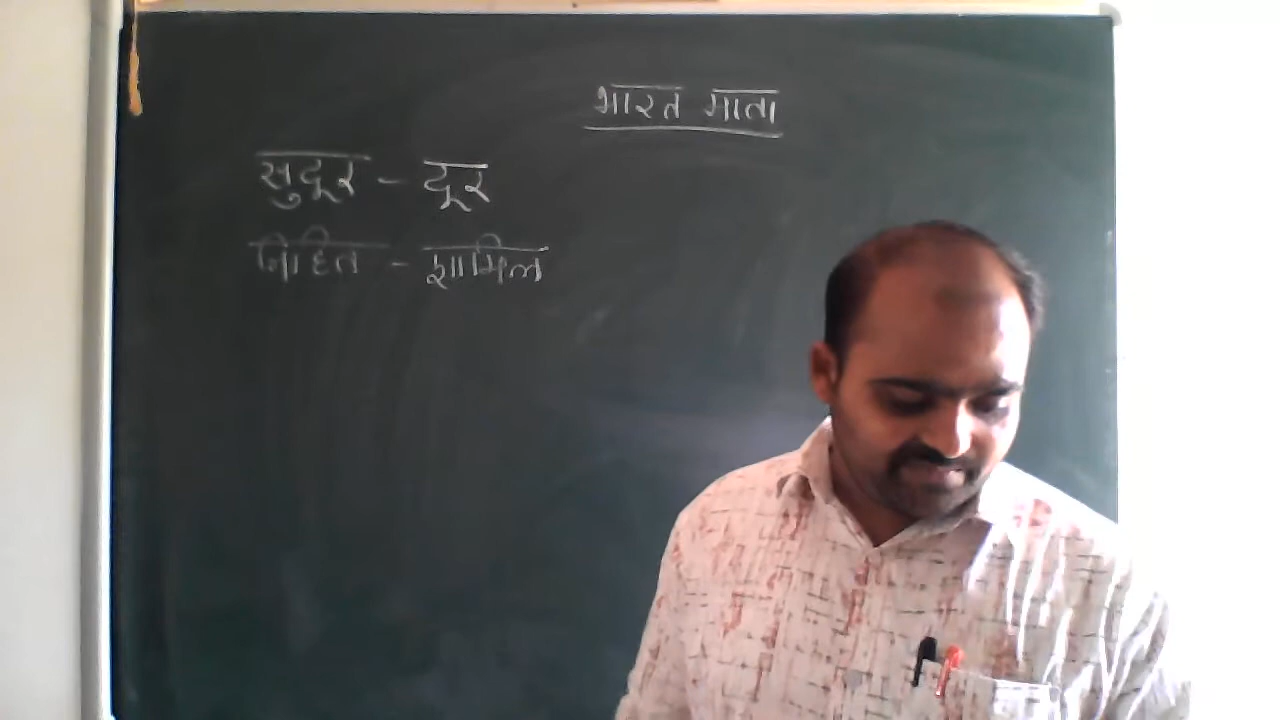 भारत माता
सुदूर - दूर
निहित - शामिल